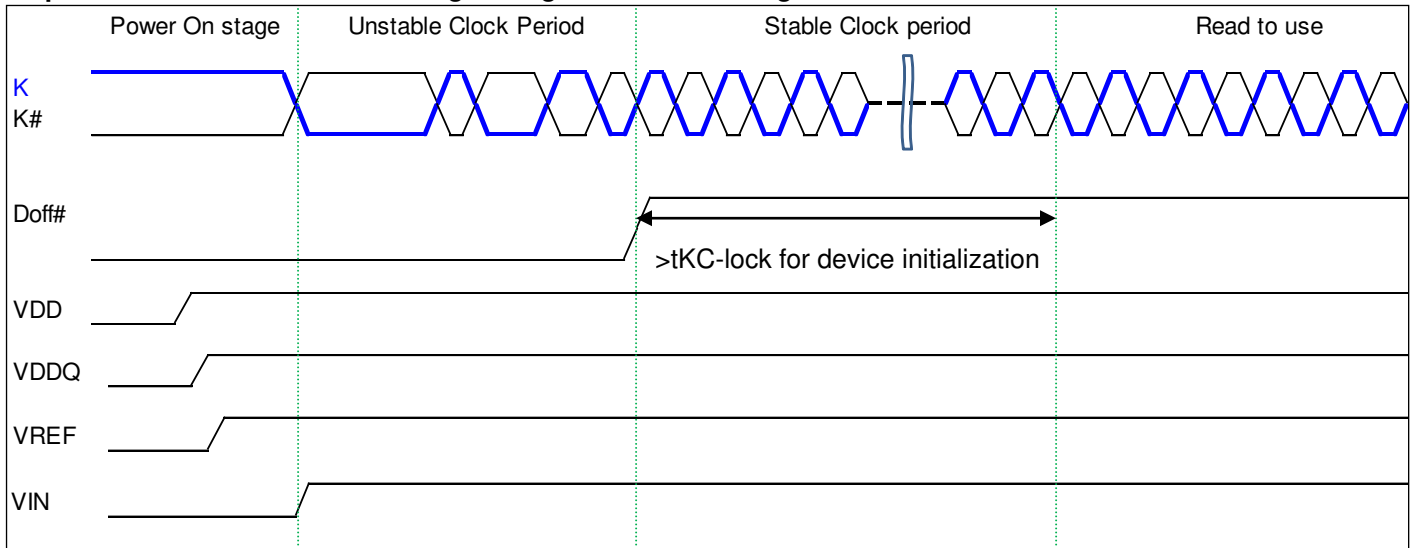 Power On stage
Unstable Clock Period
Stable Clock period
Read to use
K
K#
Doff#
>tKC-lock for device initialization
VDD
VDDQ
VREF
VIN